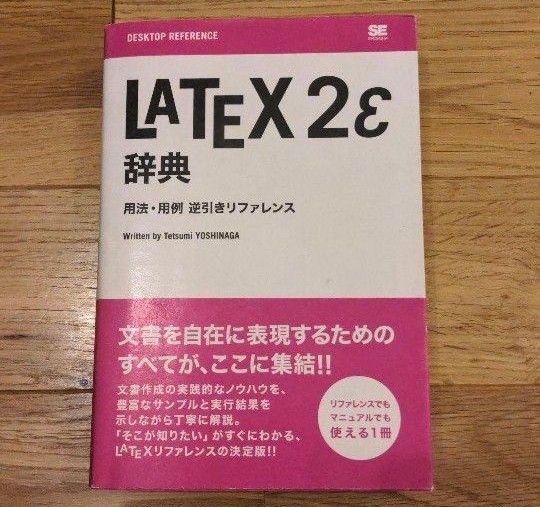 DESKTOP REFERENCE
SE
SHOEISHA
LATEX 2ε
辞典
用法・用例 逆引きリファレンス
Written by Tetsumi YOSHINAGA
文書を自在に表現するための
すべてが、ここに集結!!
文書作成の実践的なノウハウを、
豊富なサンプルと実行結果を
示しながら丁寧に解説。
「そこが知りたい」がすぐにわかる、
LATEXリファレンスの決定版!!
リファレンスでも
マニュアルでも
使える1冊